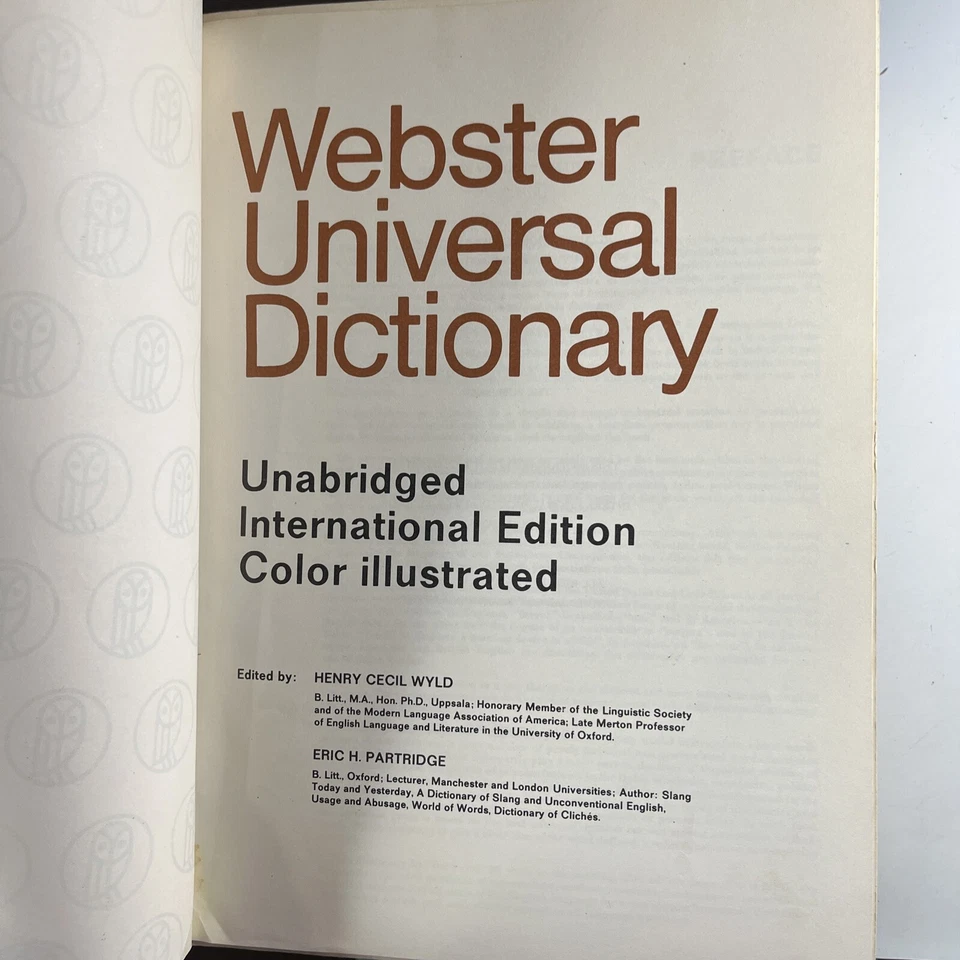 Webster
Universal
Dictionary
Unabridged
International Edition
Color illustrated
Edited by: HENRY CECIL WYLD
B. Litt., M.A., Hon. Ph.D., Uppsala; Honorary Member of the Linguistic Society
and of the Modern Language Association of America; Late Merton Professor
of English Language and Literature in the University of Oxford.
ERIC H. PARTRIDGE
B. Litt., Oxford; Lecturer, Manchester and London Universities; Author: Slang
Today and Yesterday, A Dictionary of Slang and Unconventional English,
Usage and Abusage, World of Words, Dictionary of Clichés.